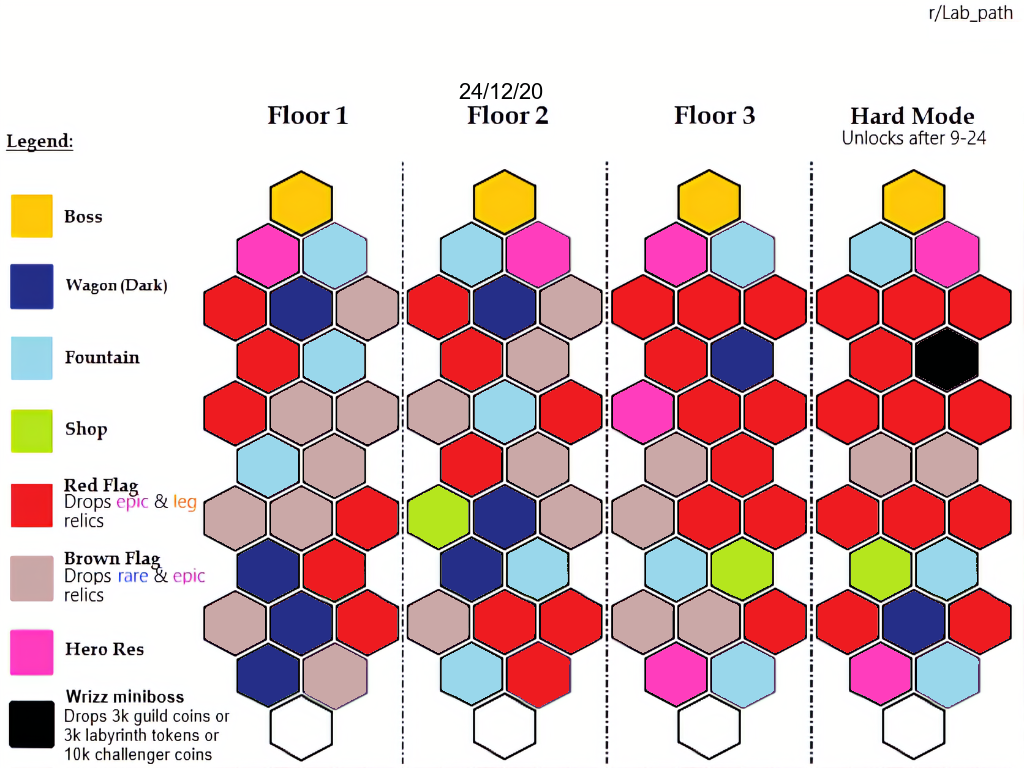 r/Lab_path
24/12/20
Floor 1
Floor 2
Floor 3
Hard Mode
Unlocks after 9-24
Legend:
Boss
Wagon (Dark)
Fountain
Shop
Red Flag
Drops epic & leg
relics
Brown Flag
Drops rare & epic
relics
Hero Res
Wrizz miniboss
Drops 3k guild coins or
3k labyrinth tokens or
10k challenger coins